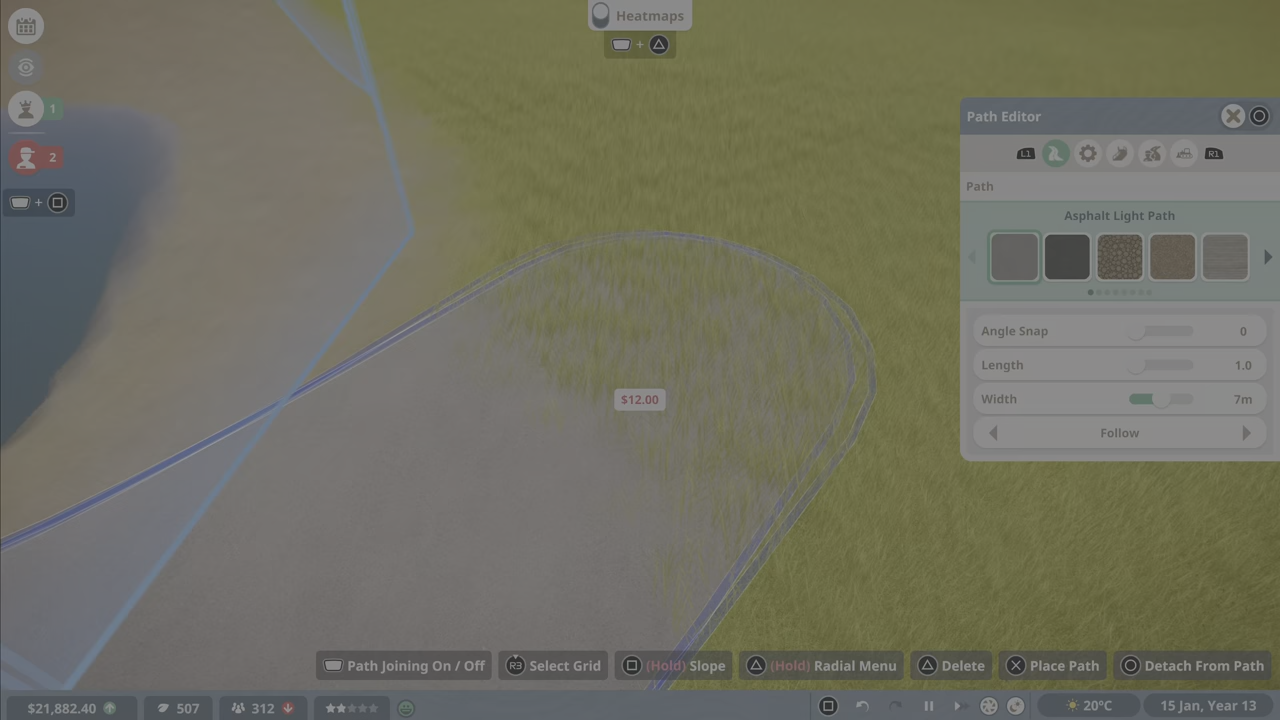 Heatmaps
+
1
2
+
Path Editor
L1
R1
Path
Asphalt Light Path
Angle Snap 0
Length 1.0
Width 7m
Follow
$12.00
Path Joining On / Off
R3 Select Grid
(Hold) Slope
(Hold) Radial Menu
Delete
Place Path
Detach From Path
$21,882.40
507
312
20°C
15 Jan, Year 13